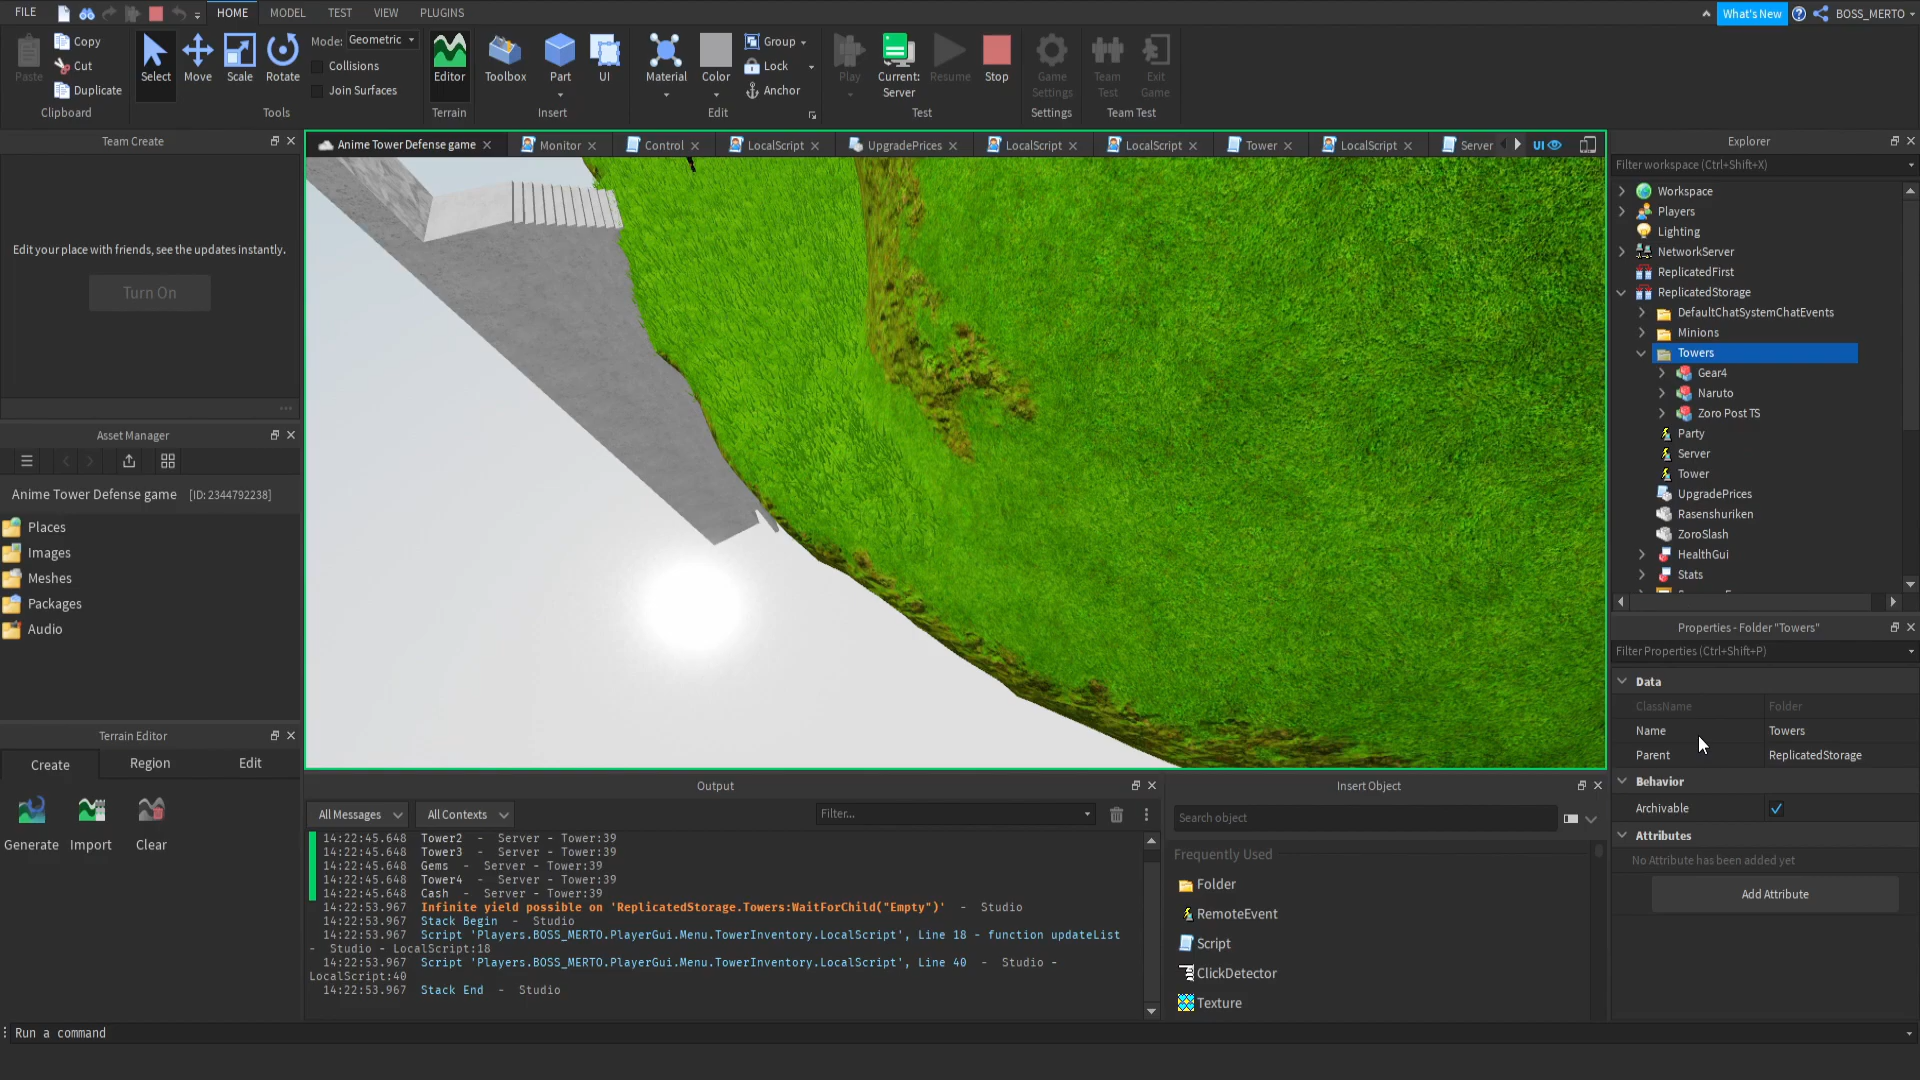 FILE
HOME
MODEL
TEST
VIEW
PLUGINS
What's New
BOSS_MERTO
Paste
Copy
Cut
Duplicate
Clipboard
Select
Move
Scale
Rotate
Mode: Geometric
Collisions
Join Surfaces
Tools
Editor
Terrain
Toolbox
Part
UI
Insert
Material
Color
Group
Lock
Anchor
Edit
Play
Current:
Server
Resume
Stop
Test
Game
Settings
Settings
Team
Test
Exit
Game
Team Test
Team Create
Edit your place with friends, see the updates instantly.
Turn On
Asset Manager
Anime Tower Defense game [ID: 2344792238]
Places
Images
Meshes
Packages
Audio
Terrain Editor
Create
Region
Edit
Generate
Import
Clear
Anime Tower Defense game
Monitor
Control
LocalScript
UpgradePrices
LocalScript
LocalScript
Tower
LocalScript
Server
UI
Output
All Messages
All Contexts
Filter...
14:22:45.648 Tower2 - Server - Tower:39
14:22:45.648 Tower3 - Server - Tower:39
14:22:45.648 Gems - Server - Tower:39
14:22:45.648 Tower4 - Server - Tower:39
14:22:45.648 Cash - Server - Tower:39
14:22:53.967 Infinite yield possible on 'ReplicatedStorage.Towers:WaitForChild("Empty")' - Studio
14:22:53.967 Stack Begin - Studio
14:22:53.967 Script 'Players.BOSS_MERTO.PlayerGui.Menu.TowerInventory.LocalScript', Line 18 - function updateList
- Studio - LocalScript:18
14:22:53.967 Script 'Players.BOSS_MERTO.PlayerGui.Menu.TowerInventory.LocalScript', Line 40 - Studio -
LocalScript:40
14:22:53.967 Stack End - Studio
Insert Object
Search object
Frequently Used
Folder
RemoteEvent
Script
ClickDetector
Texture
Explorer
Filter workspace (Ctrl+Shift+X)
Workspace
Players
Lighting
NetworkServer
ReplicatedFirst
ReplicatedStorage
DefaultChatSystemChatEvents
Minions
Towers
Gear4
Naruto
Zoro Post TS
Party
Server
Tower
UpgradePrices
Rasenshuriken
ZoroSlash
HealthGui
Stats
Properties - Folder "Towers"
Filter Properties (Ctrl+Shift+P)
Data
ClassName Folder
Name Towers
Parent ReplicatedStorage
Behavior
Archivable
Attributes
No Attribute has been added yet
Add Attribute
Run a command